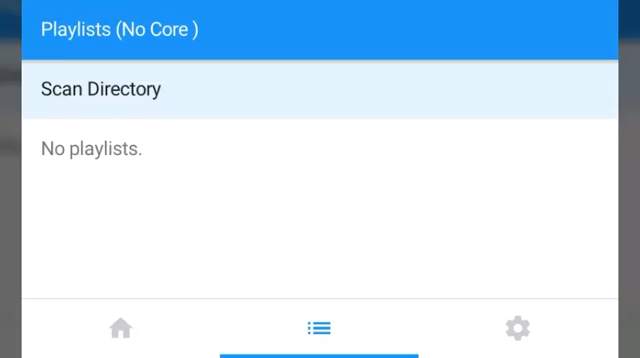 Playlists (No Core )
Scan Directory
No playlists.